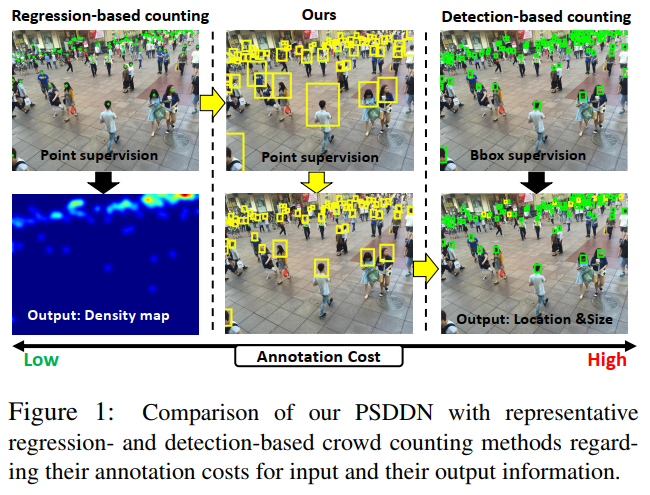 Regression-based counting
Ours
Detection-based counting
Point supervision
Point supervision
Bbox supervision
Output: Density map
Output: Location &Size
Low
Annotation Cost
High
Figure 1: Comparison of our PSDDN with representative
regression- and detection-based crowd counting methods regard-
ing their annotation costs for input and their output information.